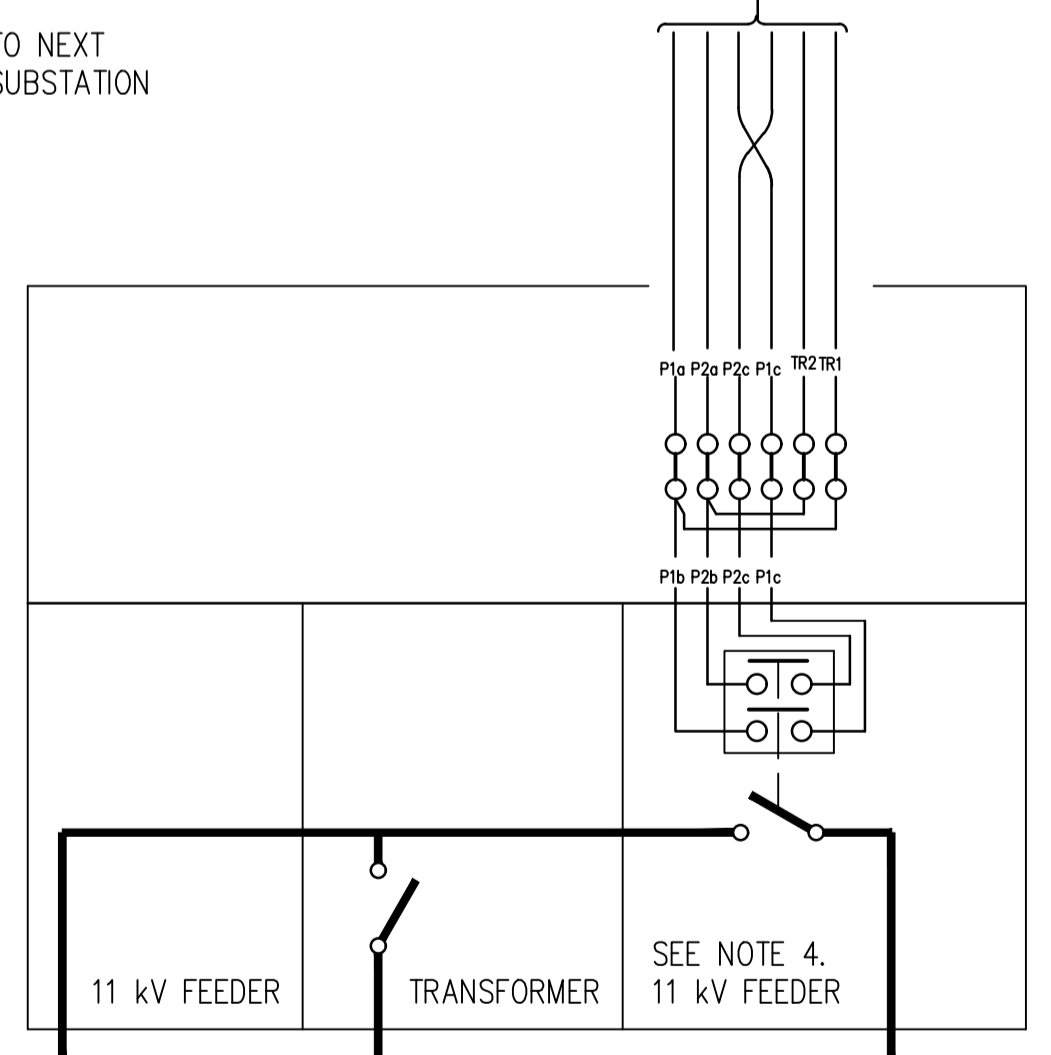 TO NEXT
SUBSTATION
P1a P2a P2c P1c TR2 TR1
P1b P2b P2c P1c
11 kV FEEDER
TRANSFORMER
SEE NOTE 4.
11 kV FEEDER